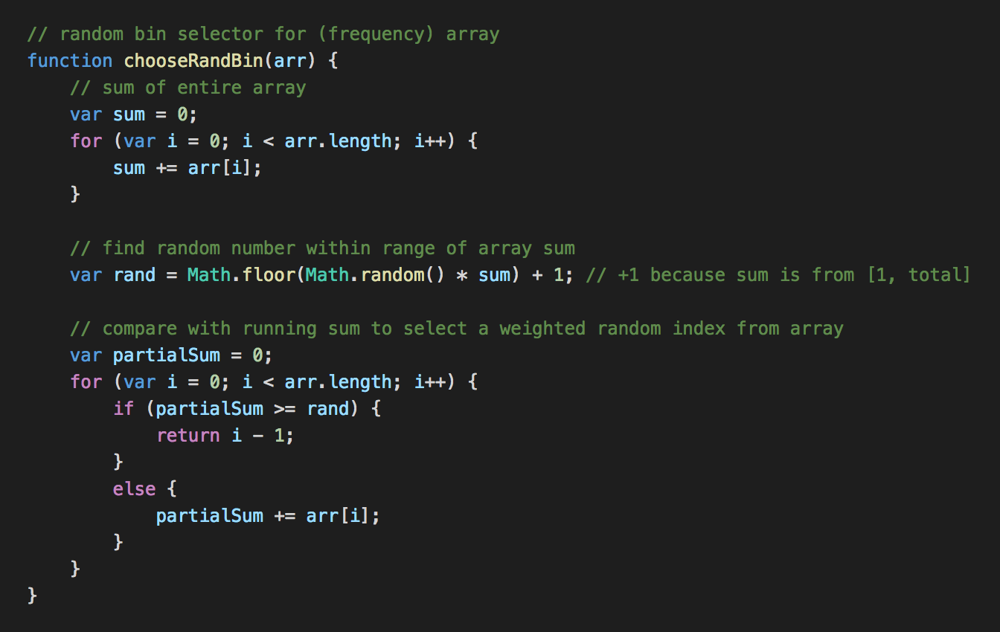 // random bin selector for (frequency) array
function chooseRandBin(arr) {
    // sum of entire array
    var sum = 0;
    for (var i = 0; i < arr.length; i++) {
        sum += arr[i];
    }

    // find random number within range of array sum
    var rand = Math.floor(Math.random() * sum) + 1; // +1 because sum is from [1, total]

    // compare with running sum to select a weighted random index from array
    var partialSum = 0;
    for (var i = 0; i < arr.length; i++) {
        if (partialSum >= rand) {
            return i - 1;
        }
        else {
            partialSum += arr[i];
        }
    }
}